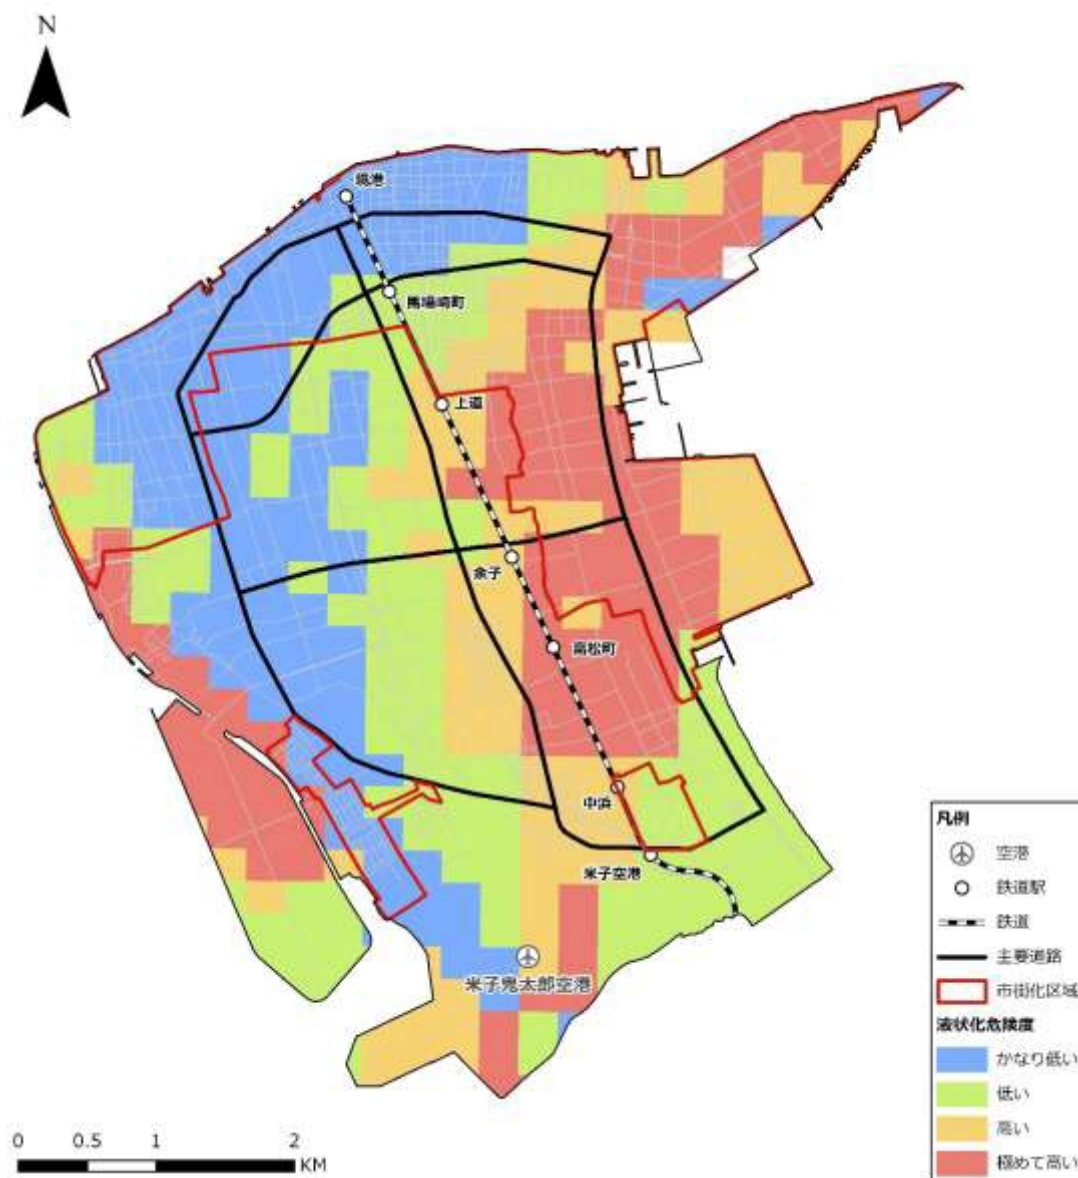 N
境港
馬場崎町
上道
余子
高松町
中浜
米子空港
米子鬼太郎空港
凡例
空港
鉄道駅
鉄道
主要道路
市街化区域
液状化危険度
かなり低い
低い
高い
極めて高い
0 0.5 1 2
KM